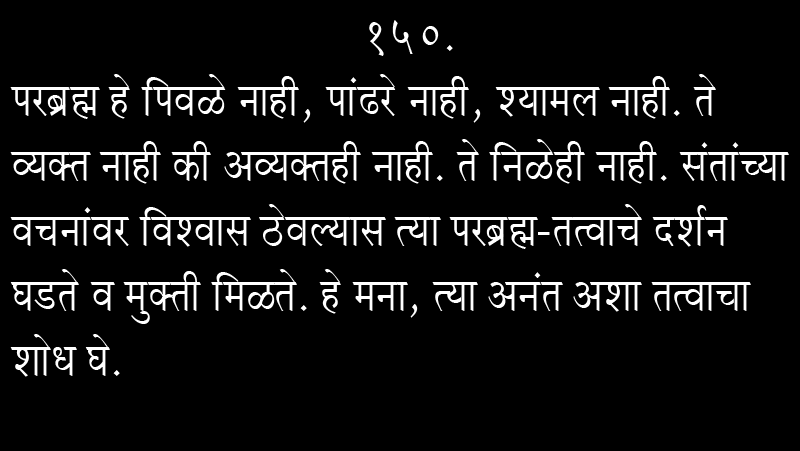 १५०.
परब्रह्म हे पिवळे नाही, पांढरे नाही, श्यामल नाही. ते
व्यक्त नाही की अव्यक्तही नाही. ते निळेही नाही. संतांच्या
वचनांवर विश्वास ठेवल्यास त्या परब्रह्म-तत्वाचे दर्शन
घडते व मुक्ती मिळते. हे मना, त्या अनंत अशा तत्वाचा
शोध घे.